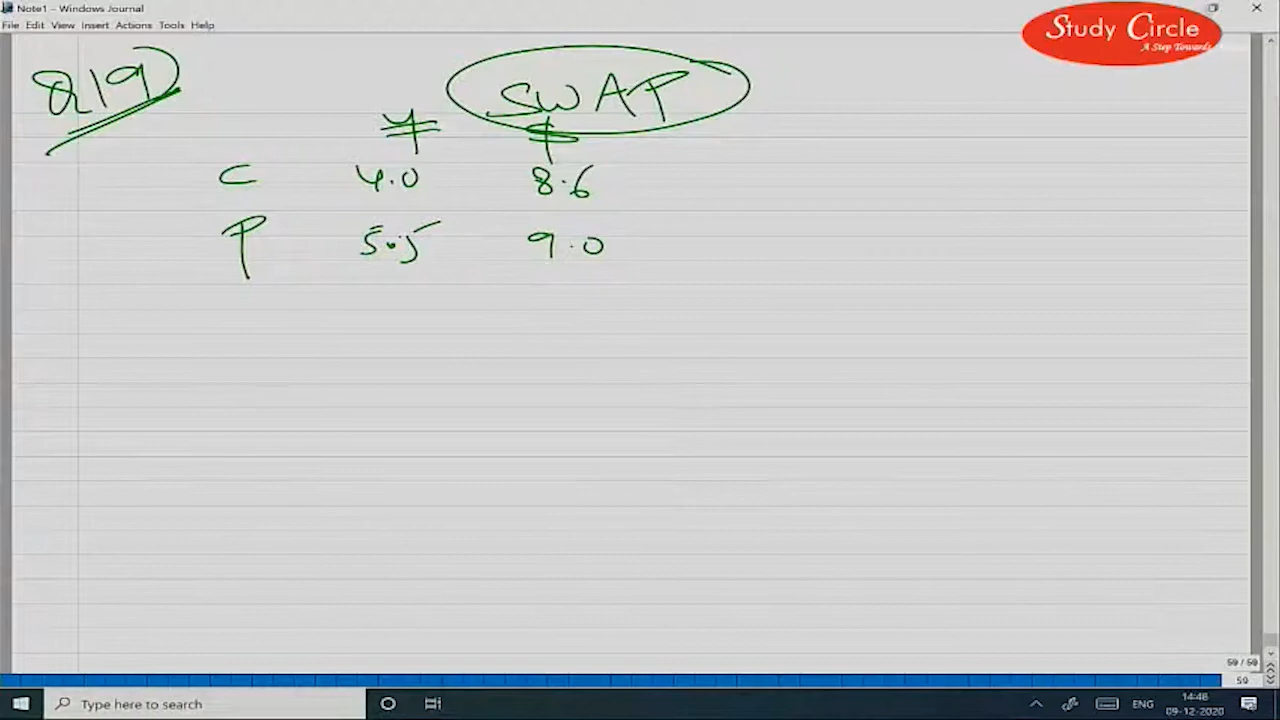 Note1 – Windows Journal
File Edit View Insert Actions Tools Help
Study Circle
A Step Towards
Q19
SWAP
¥ $
C 4.0 8.6
P 5.5 9.0
59 / 59
59
Type here to search
ENG
14:46
09-12-2020